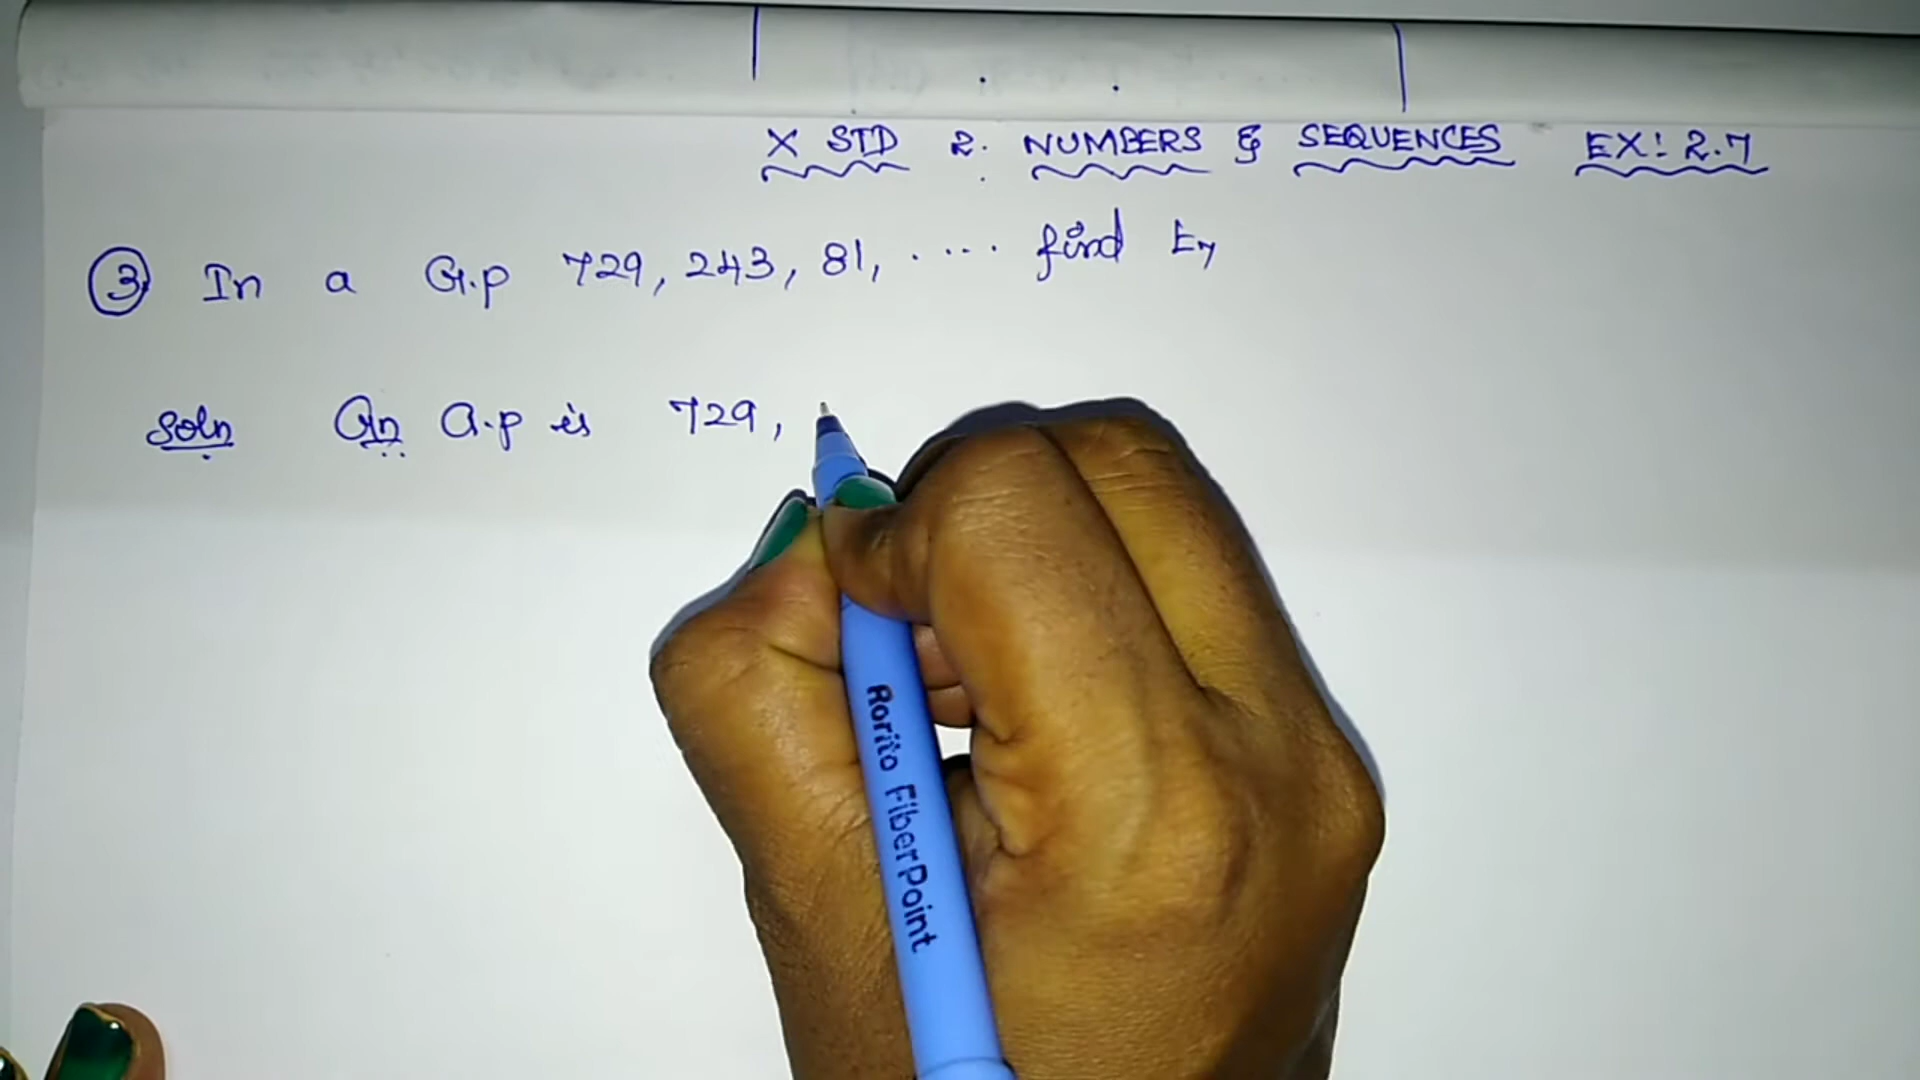 X STD 2. NUMBERS & SEQUENCES EX: 2.7
3 In a G.p 729, 243, 81, .... find t7
Soln Gn G.p is 729,
Rorito FiberPoint